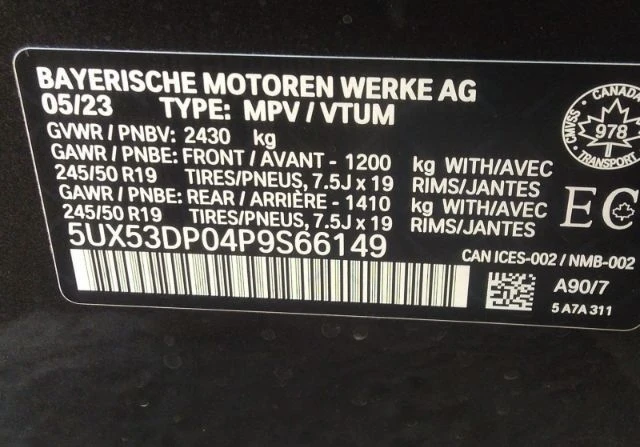 BAYERISCHE MOTOREN WERKE AG
05/23 TYPE: MPV / VTUM
GVWR / PNBV: 2430 kg
GAWR / PNBE: FRONT / AVANT - 1200 kg WITH/AVEC
245/50 R19 TIRES/PNEUS, 7.5J x 19 RIMS/JANTES
GAWR / PNBE: REAR / ARRIÈRE - 1410 kg WITH/AVEC
245/50 R19 TIRES/PNEUS, 7.5J x 19 RIMS/JANTES
5UX53DP04P9S66149
CANADA
CMVSS 978
TRANSPORT
EC
CAN ICES-002 / NMB-002
A90/7
5 A7A 311